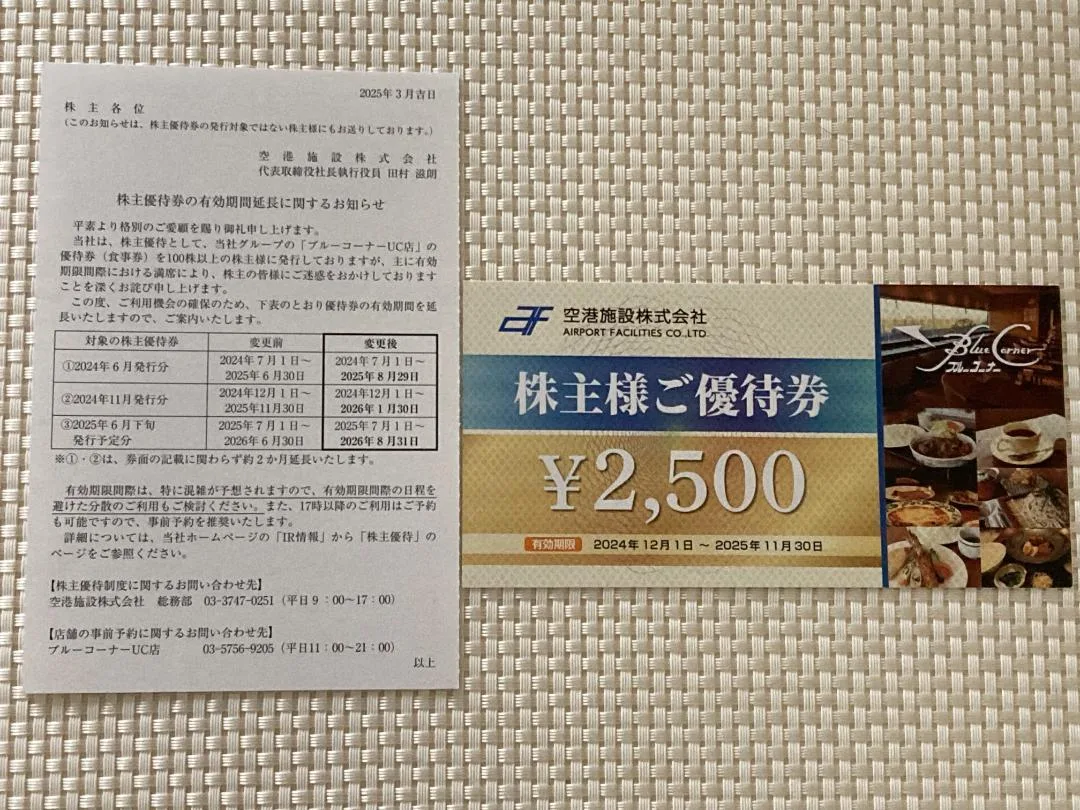 2025年3月吉日
株主各位
（このお知らせは、株主優待券の発行対象ではない株主様にもお送りしております。）
空港施設株式会社
代表取締役社長執行役員 田村 滋朗
株主優待券の有効期間延長に関するお知らせ
平素より格別のご愛顧を賜り御礼申し上げます。
当社は、株主優待として、当社グループの「ブルーコーナーUC店」の
優待券（食事券）を100株以上の株主様に発行しておりますが、主に有効
期限間際における満席により、株主の皆様にご迷惑をおかけしております
ことを深くお詫び申し上げます。
この度、ご利用機会の確保のため、下表のとおり優待券の有効期間を延
長いたしますので、ご案内いたします。
対象の株主優待券 変更前 変更後
①2024年6月発行分 2024年7月1日～ 2024年7月1日～
2025年6月30日 2025年8月29日
②2024年11月発行分 2024年12月1日～ 2024年12月1日～
2025年11月30日 2026年1月30日
③2025年6月下旬 2025年7月1日～ 2025年7月1日～
発行予定分 2026年6月30日 2026年8月31日
※①・②は、券面の記載に関わらず約2か月延長いたします。
有効期限間際は、特に混雑が予想されますので、有効期限間際の日程を
避けた分散のご利用もご検討ください。また、17時以降のご利用はご予約
も可能ですので、事前予約を推奨いたします。
詳細については、当社ホームページの「IR情報」から「株主優待」の
ページをご参照ください。
【株主優待制度に関するお問い合わせ先】
空港施設株式会社 総務部 03-3747-0251（平日9：00～17：00）
【店舗の事前予約に関するお問い合わせ先】
ブルーコーナーUC店 03-5756-9205（平日11：00～21：00）
以上
AF 空港施設株式会社
AIRPORT FACILITIES CO.,LTD
株主様ご優待券
¥2,500
有効期限 2024年12月1日 ～ 2025年11月30日
Blue Corner
ブルーコーナー